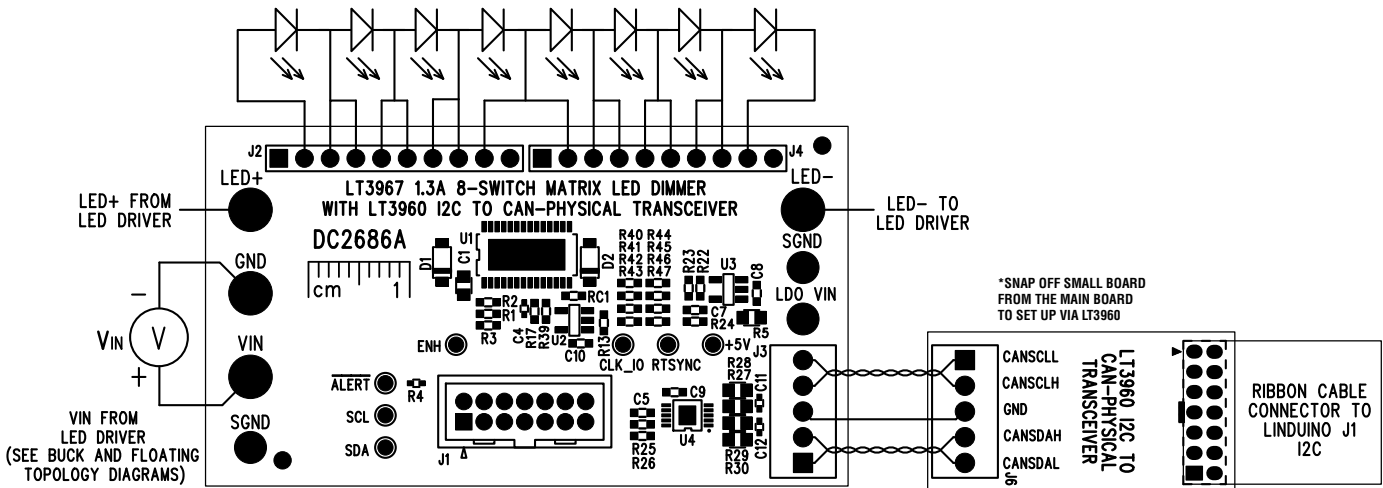 J2
J4
LED+
LED-
LT3967 1.3A 8-SWITCH MATRIX LED DIMMER
WITH LT3960 I2C TO CAN-PHYSICAL TRANSCEIVER
LED+ FROM
LED DRIVER
LED- TO
LED DRIVER
DC2686A
cm 1
D1
C1
U1
D2
R40 R44
R41 R45
R42 R46
R43 R47
R23
R22
U3
C8
SGND
LDO VIN
GND
RC1
R2
R1
R3
C4
R17
R39
U2
C10
R13
C7
R24
R5
-
VIN
V
+
VIN
ENH
CLK_IO RTSYNC
+5V
J3
ALERT
R4
SCL
SDA
SGND
J1
C5
R25
R26
C9
U4
R28
R27
C11
C12
R29
R30
VIN FROM
LED DRIVER
(SEE BUCK AND FLOATING
TOPOLOGY DIAGRAMS)
*SNAP OFF SMALL BOARD
FROM THE MAIN BOARD
TO SET UP VIA LT3960
CANSCLL
CANSCLH
GND
CANSDAH
CANSDAL
J6
LT3960 I2C TO
CAN-PHYSICAL
TRANSCEIVER
RIBBON CABLE
CONNECTOR TO
LINDUINO J1
I2C